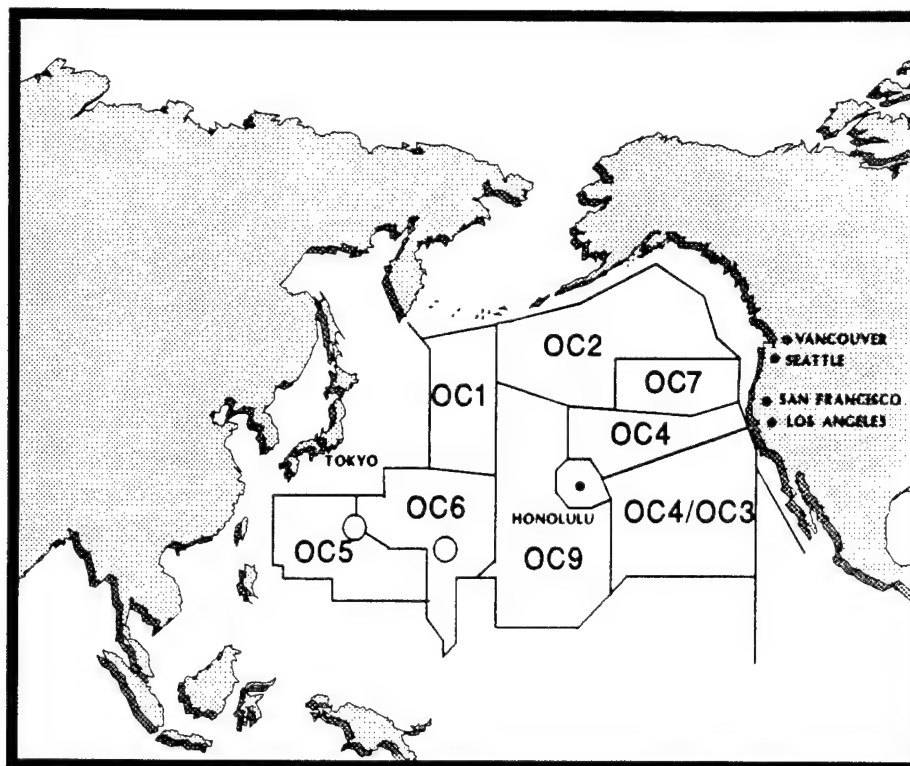 VANCOUVER
OC2
SEATTLE
OC7
OC1
SAN FRANCISCO
LOS ANGELES
OC4
TOKYO
OC6
HONOLULU
OC4/OC3
OC5
OC9